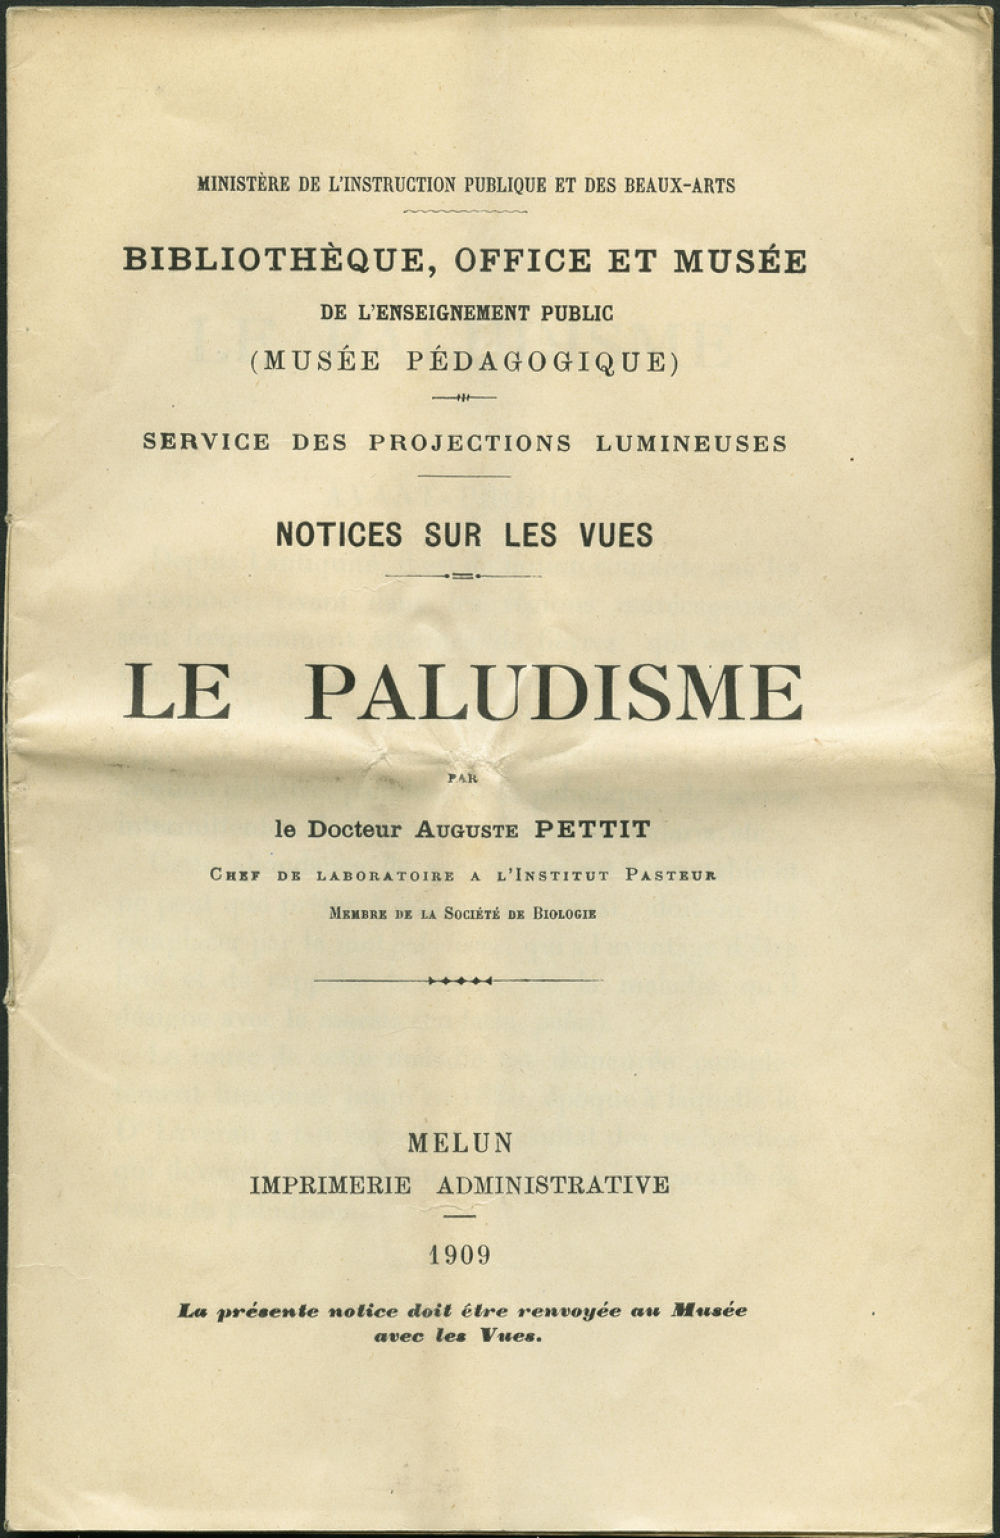 MINISTÈRE DE L'INSTRUCTION PUBLIQUE ET DES BEAUX-ARTS
BIBLIOTHÈQUE, OFFICE ET MUSÉE
DE L'ENSEIGNEMENT PUBLIC
(MUSÉE PÉDAGOGIQUE)
SERVICE DES PROJECTIONS LUMINEUSES
NOTICES SUR LES VUES
LE PALUDISME
PAR
le Docteur AUGUSTE PETTIT
CHEF DE LABORATOIRE A L'INSTITUT PASTEUR
MEMBRE DE LA SOCIÉTÉ DE BIOLOGIE
MELUN
IMPRIMERIE ADMINISTRATIVE
1909
La présente notice doit être renvoyée au Musée
avec les Vues.